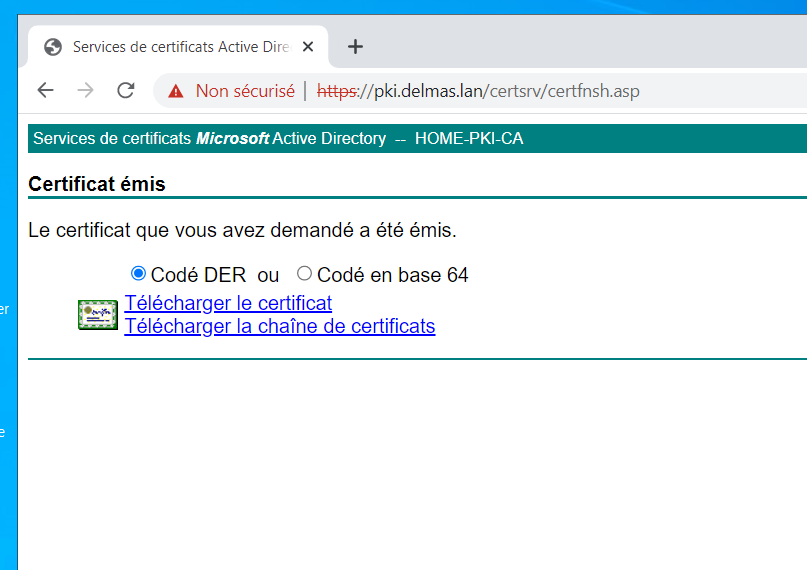 Services de certificats Active Dire
Non sécurisé | https://pki.delmas.lan/certsrv/certfnsh.asp
Services de certificats Microsoft Active Directory -- HOME-PKI-CA
Certificat émis
Le certificat que vous avez demandé a été émis.
Codé DER ou Codé en base 64
Télécharger le certificat
er
Télécharger la chaîne de certificats
e